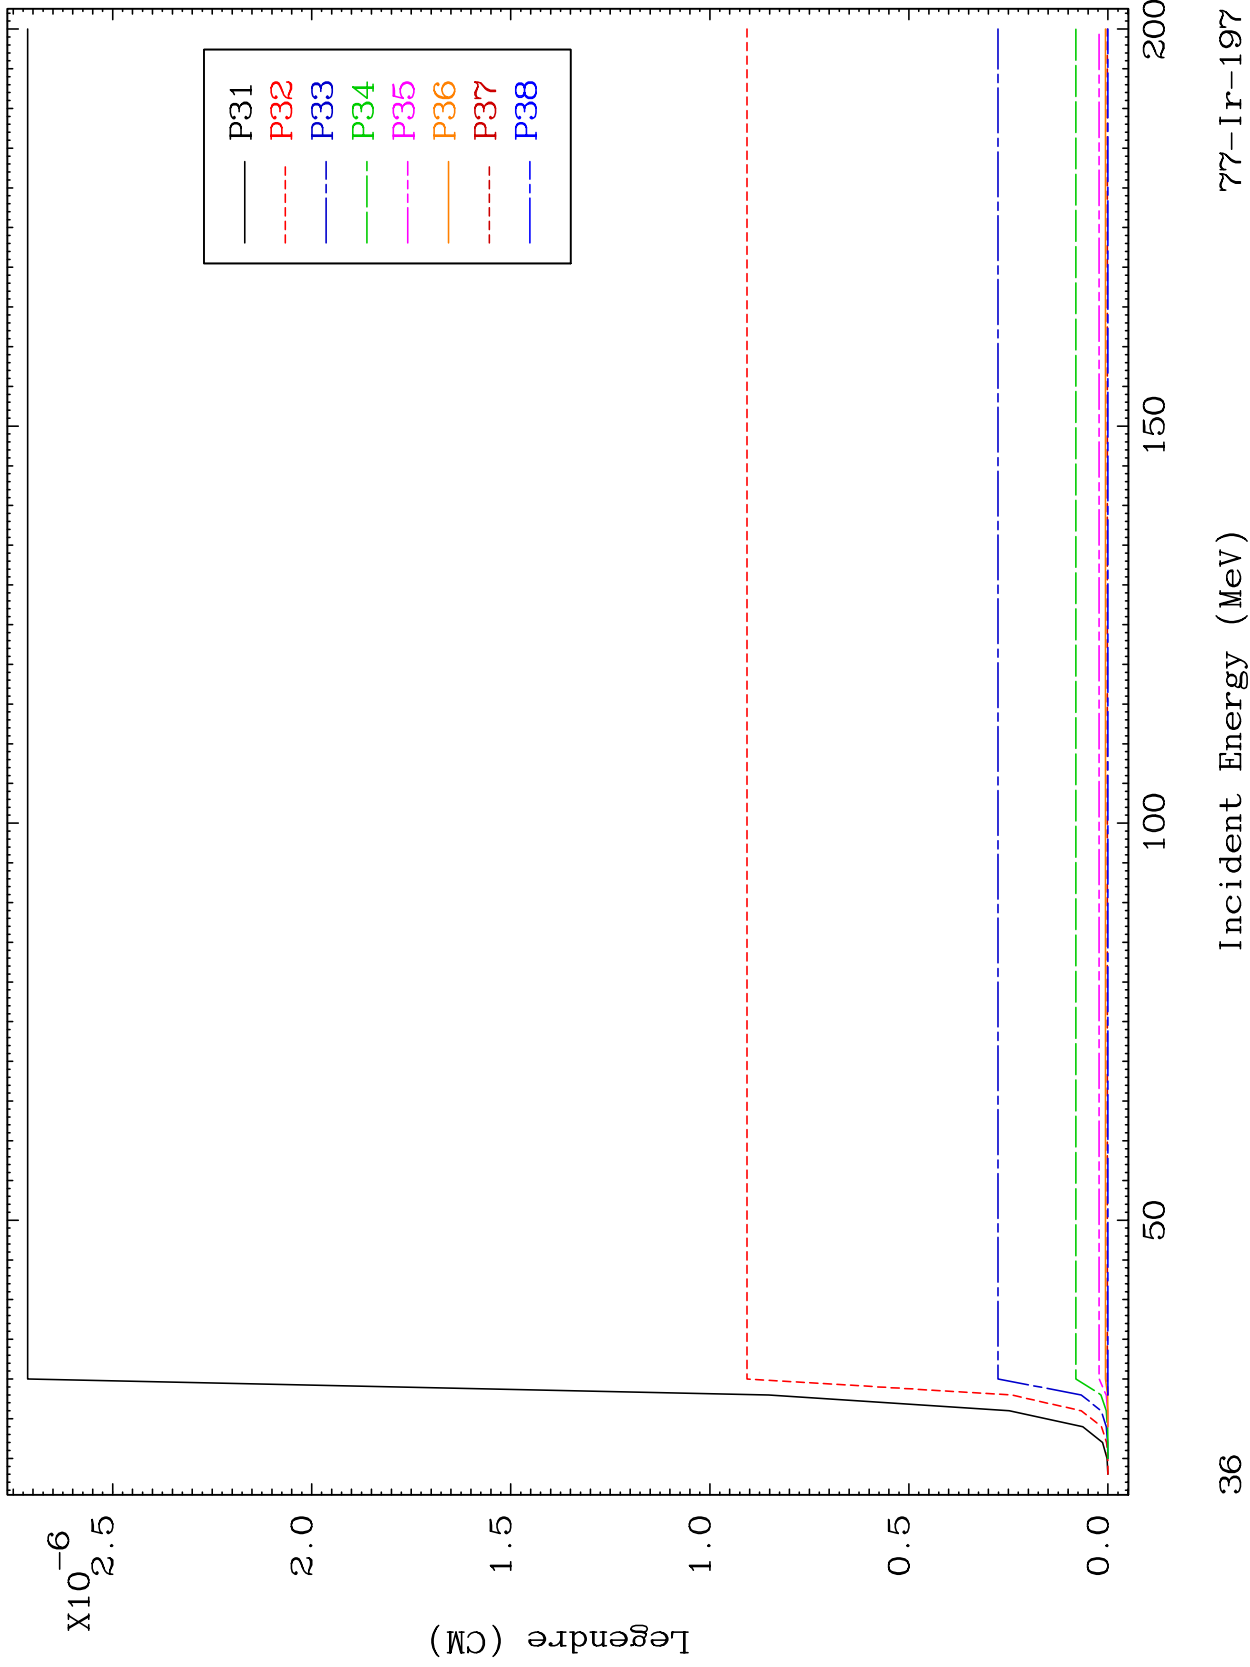 X10-6
2.5
2.0
1.5
1.0
0.5
0.0
Legendre (CM)
P31
P32
P33
P34
P35
P36
P37
P38
50
100
150
200
36
Incident Energy (MeV)
77-Ir-197